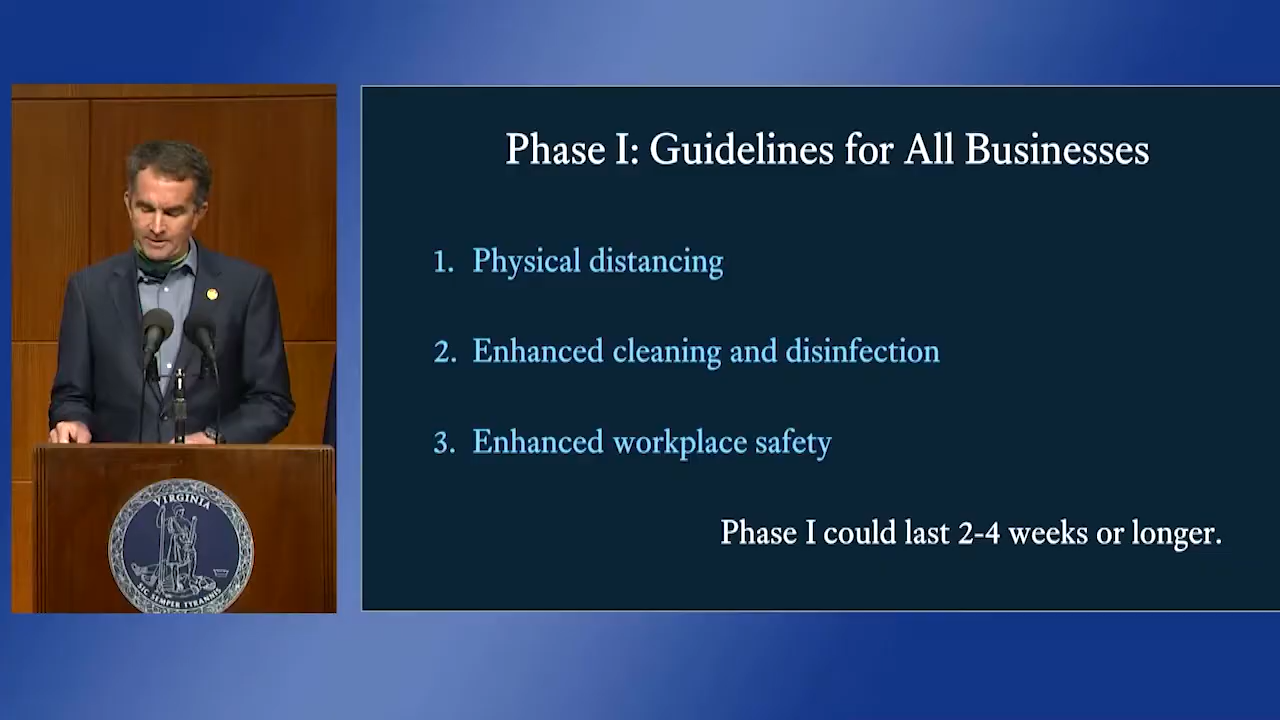 Phase I: Guidelines for All Businesses
1. Physical distancing
2. Enhanced cleaning and disinfection
3. Enhanced workplace safety
Phase I could last 2-4 weeks or longer.
VIRGINIA
SIC SEMPER TYRANNIS